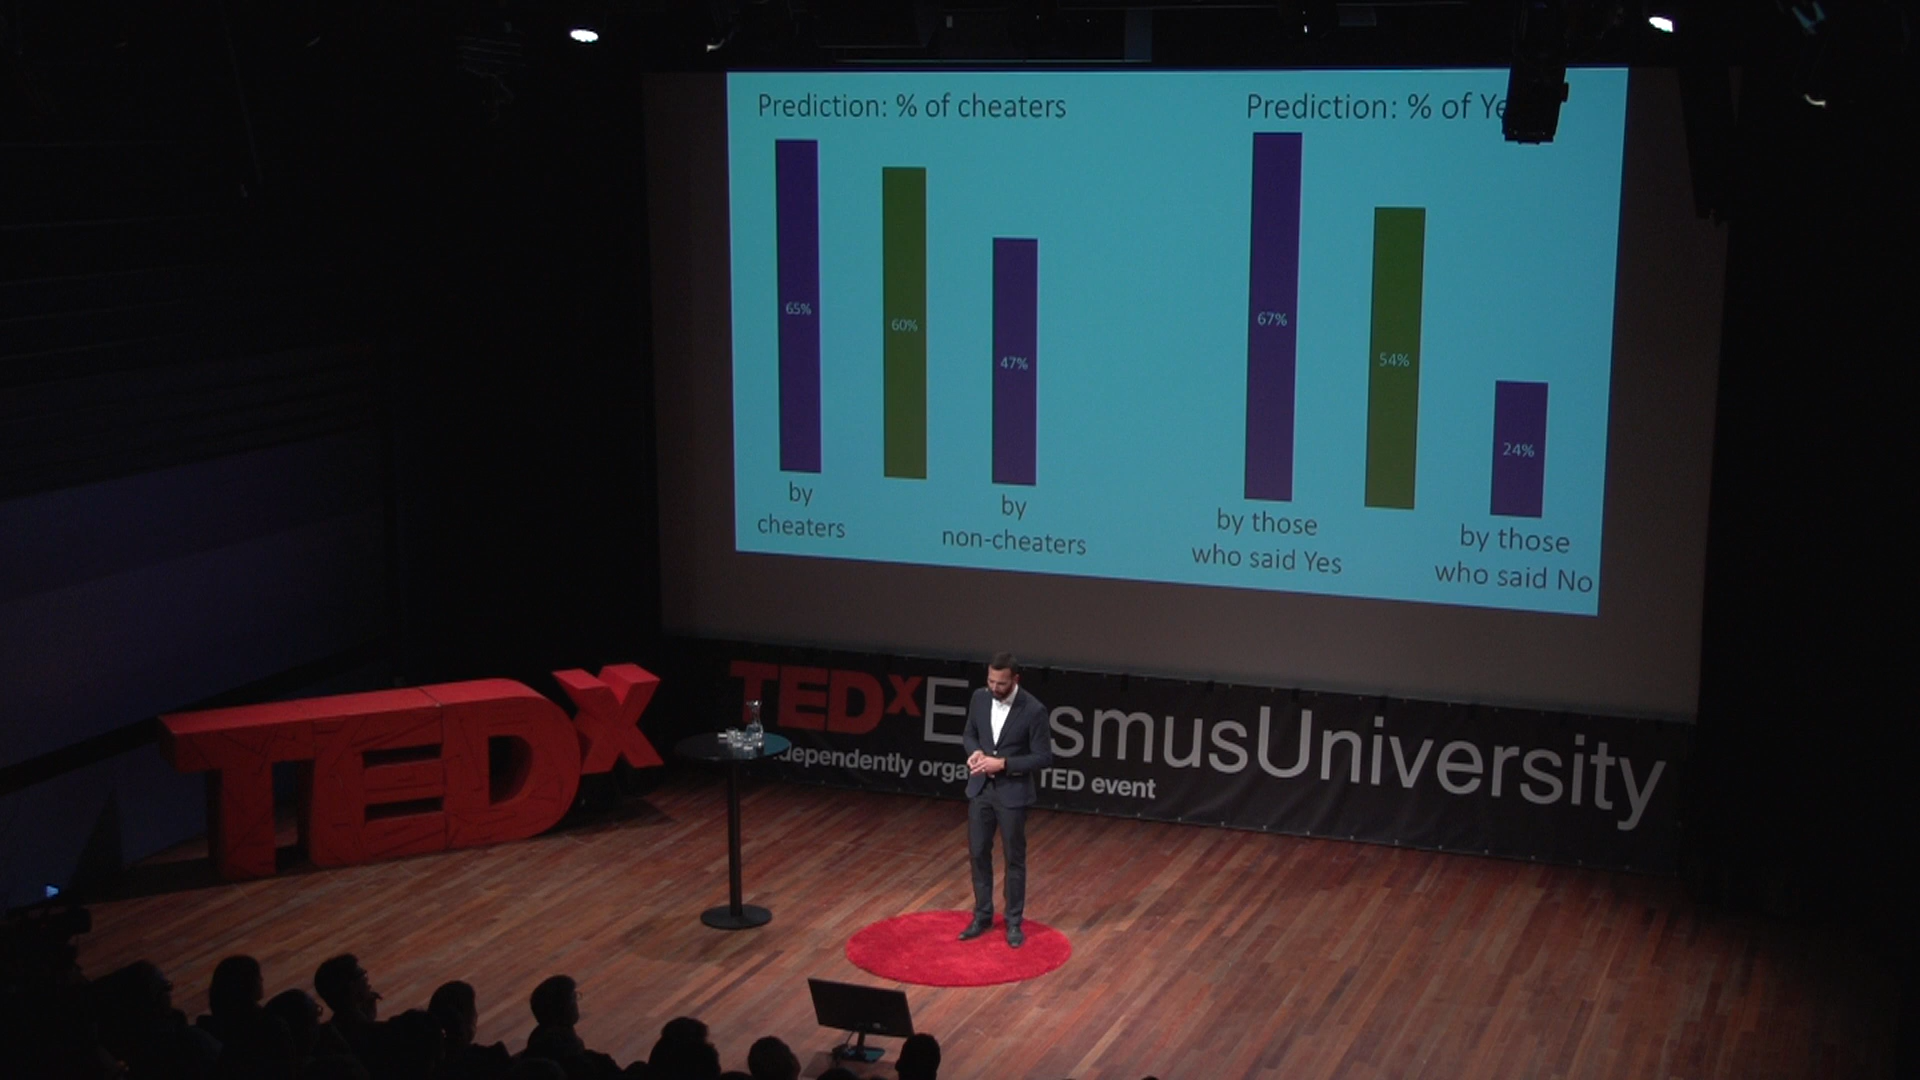 Prediction: % of cheaters
65%
60%
47%
by
cheaters
by
non-cheaters
Prediction: % of Ye
67%
54%
24%
by those
who said Yes
by those
who said No
TEDx
TEDxE smusUniversity
dependently orga TED event